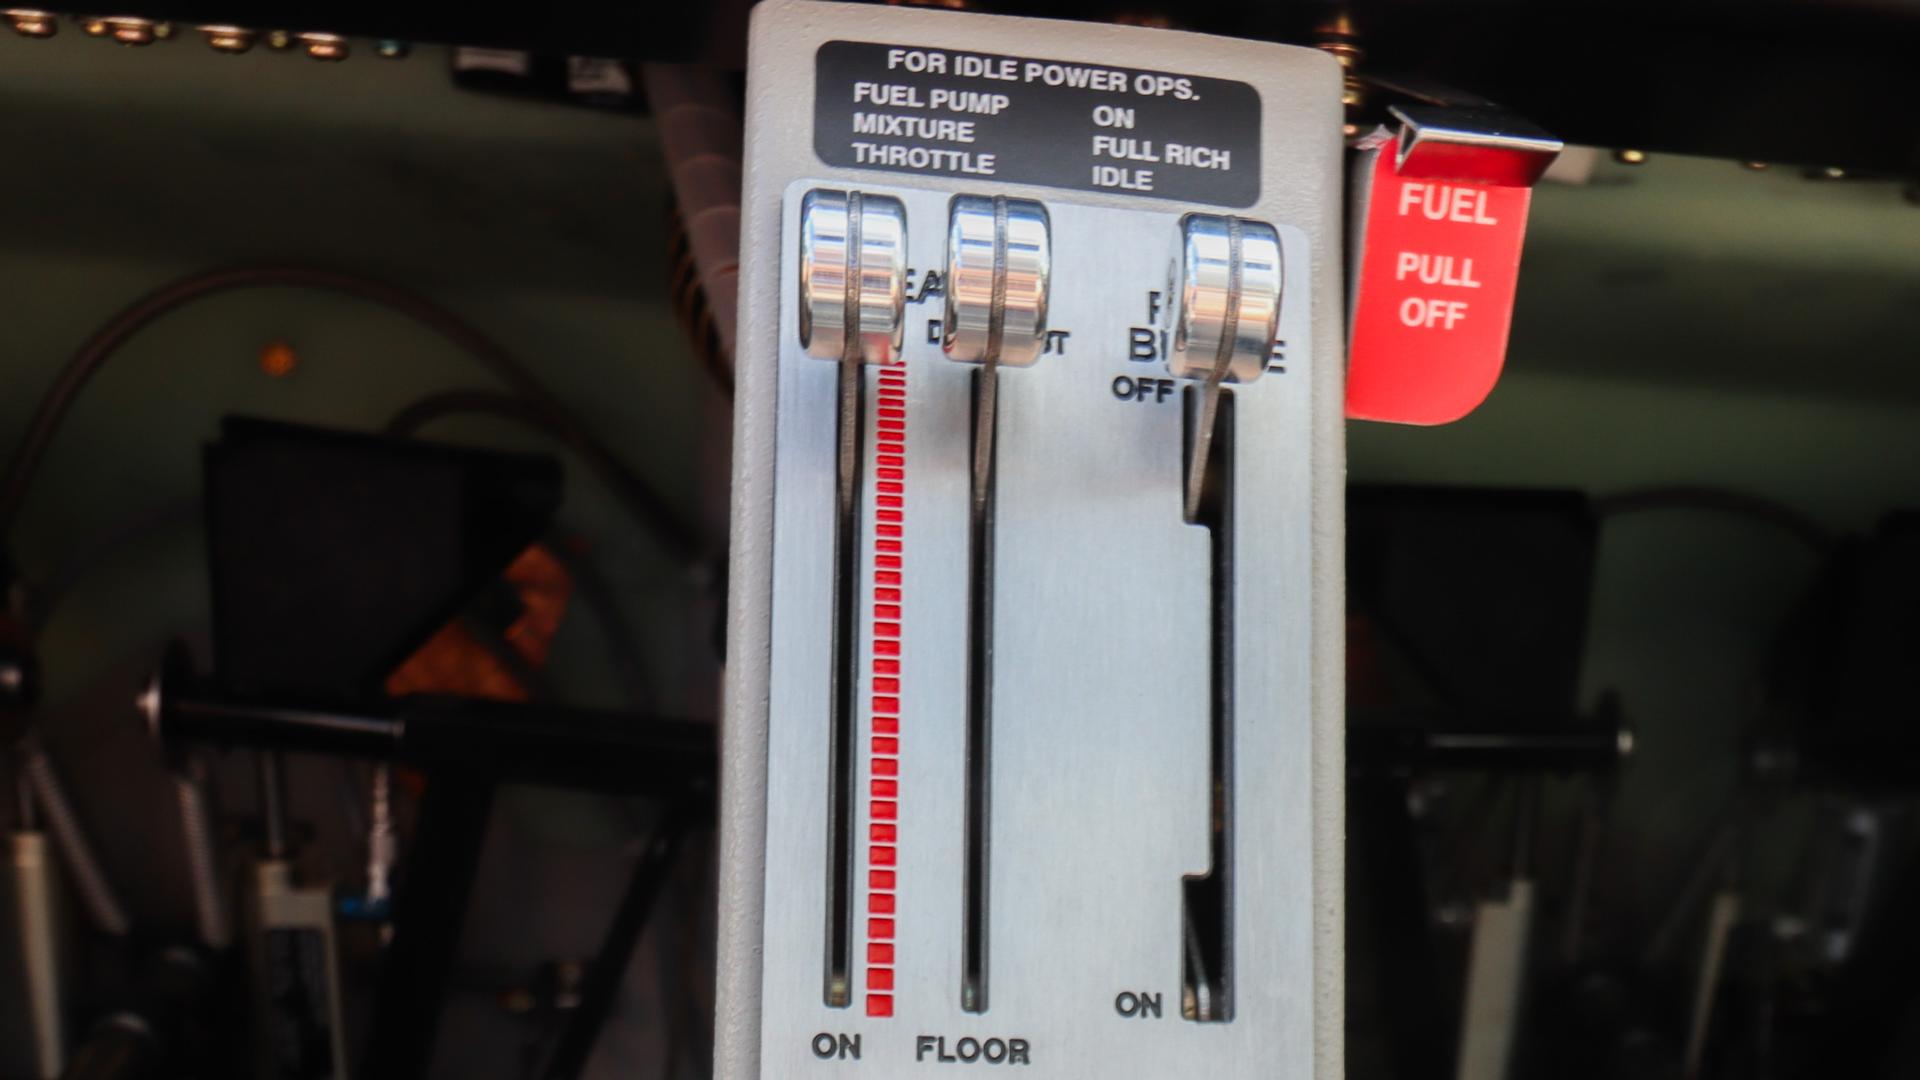 FOR IDLE POWER OPS.
FUEL PUMP ON
MIXTURE FULL RICH
THROTTLE IDLE
FUEL
PULL
OFF
OFF
ON
ON
FLOOR